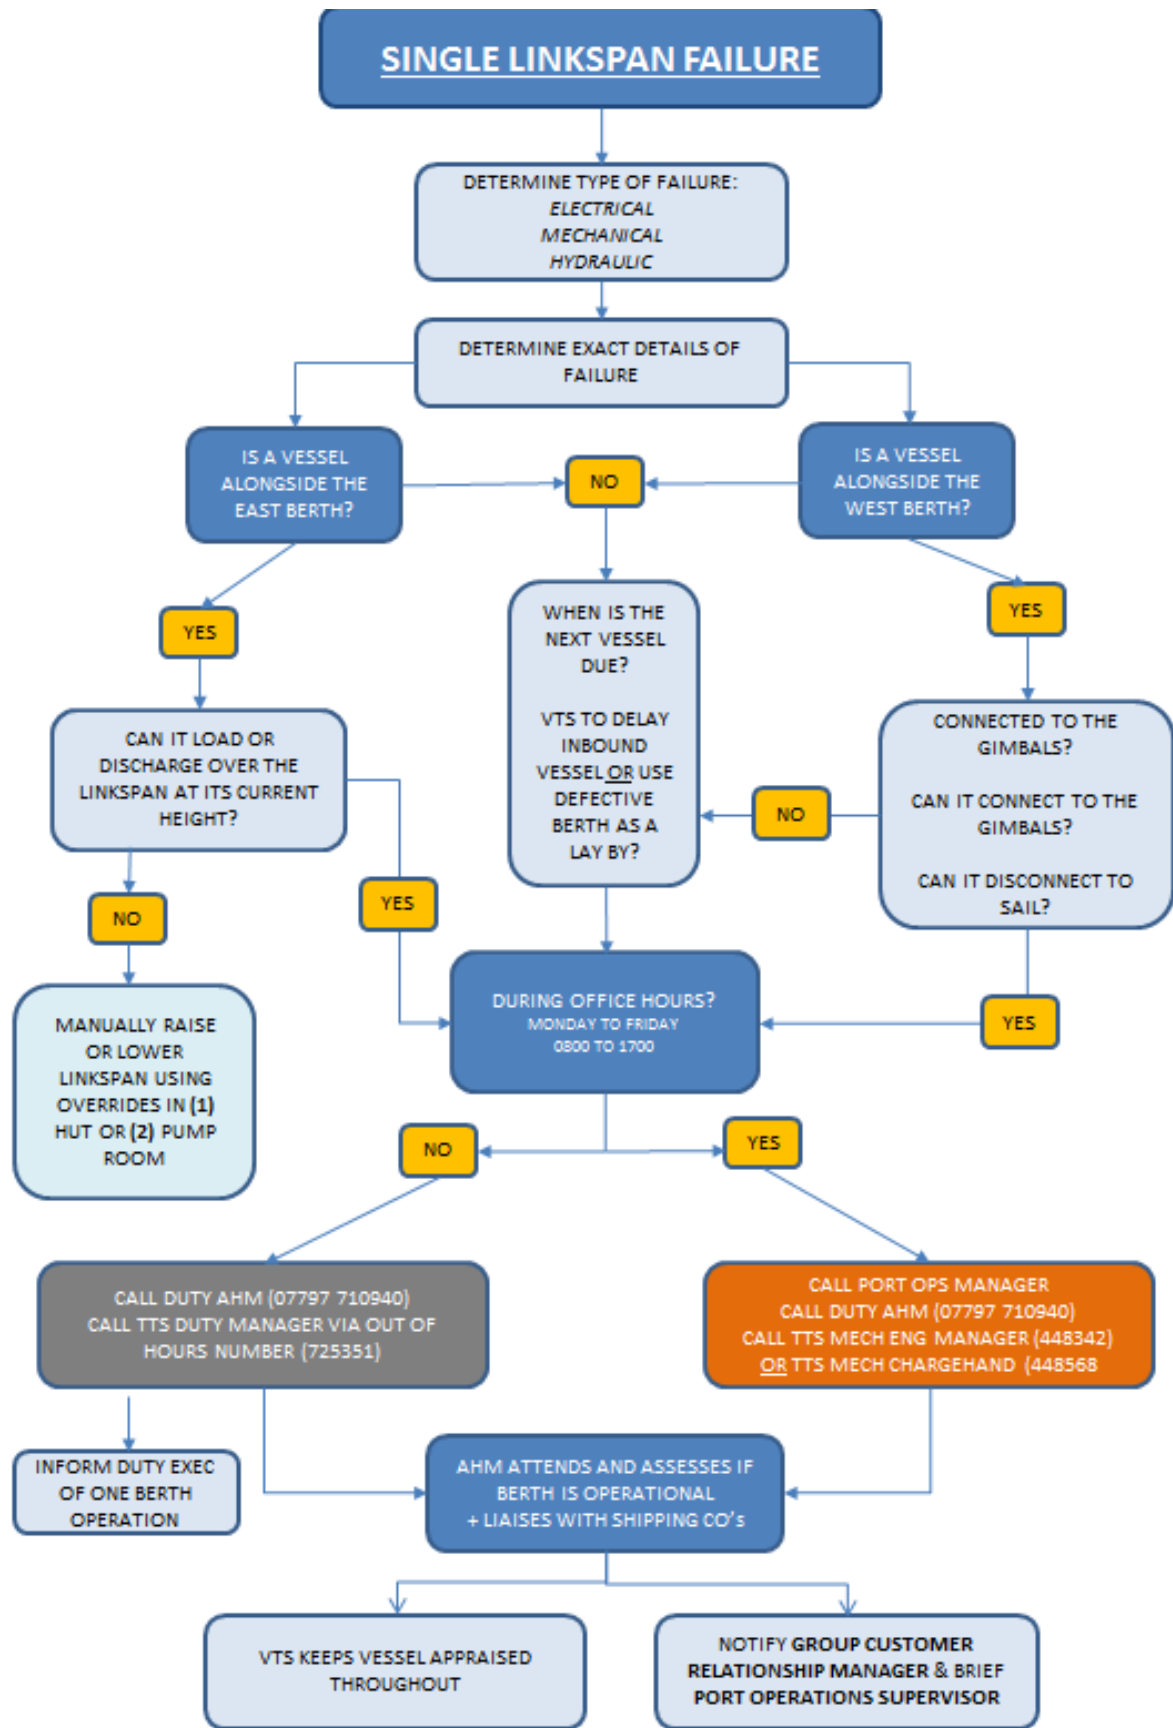 SINGLE LINKSPAN FAILURE
DETERMINE TYPE OF FAILURE:
ELECTRICAL
MECHANICAL
HYDRAULIC
DETERMINE EXACT DETAILS OF
FAILURE
IS A VESSEL
ALONGSIDE THE
EAST BERTH?
NO
IS A VESSEL
ALONGSIDE THE
WEST BERTH?
YES
WHEN IS THE
NEXT VESSEL
DUE?
VTS TO DELAY
INBOUND
VESSEL OR USE
DEFECTIVE
BERTH AS A
LAY BY?
YES
CAN IT LOAD OR
DISCHARGE OVER THE
LINKSPAN AT ITS CURRENT
HEIGHT?
CONNECTED TO THE
GIMBALS?
CAN IT CONNECT TO THE
GIMBALS?
CAN IT DISCONNECT TO
SAIL?
NO
YES
NO
YES
MANUALLY RAISE
OR LOWER
LINKSPAN USING
OVERRIDES IN (1)
HUT OR (2) PUMP
ROOM
DURING OFFICE HOURS?
MONDAY TO FRIDAY
0800 TO 1700
NO
YES
CALL DUTY AHM (07797 710940)
CALL TTS DUTY MANAGER VIA OUT OF
HOURS NUMBER (725351)
CALL PORT OPS MANAGER
CALL DUTY AHM (07797 710940)
CALL TTS MECH ENG MANAGER (448342)
OR TTS MECH CHARGEHAND (448568
INFORM DUTY EXEC
OF ONE BERTH
OPERATION
AHM ATTENDS AND ASSESSES IF
BERTH IS OPERATIONAL
+ LIAISES WITH SHIPPING CO's
VTS KEEPS VESSEL APPRAISED
THROUGHOUT
NOTIFY GROUP CUSTOMER
RELATIONSHIP MANAGER & BRIEF
PORT OPERATIONS SUPERVISOR